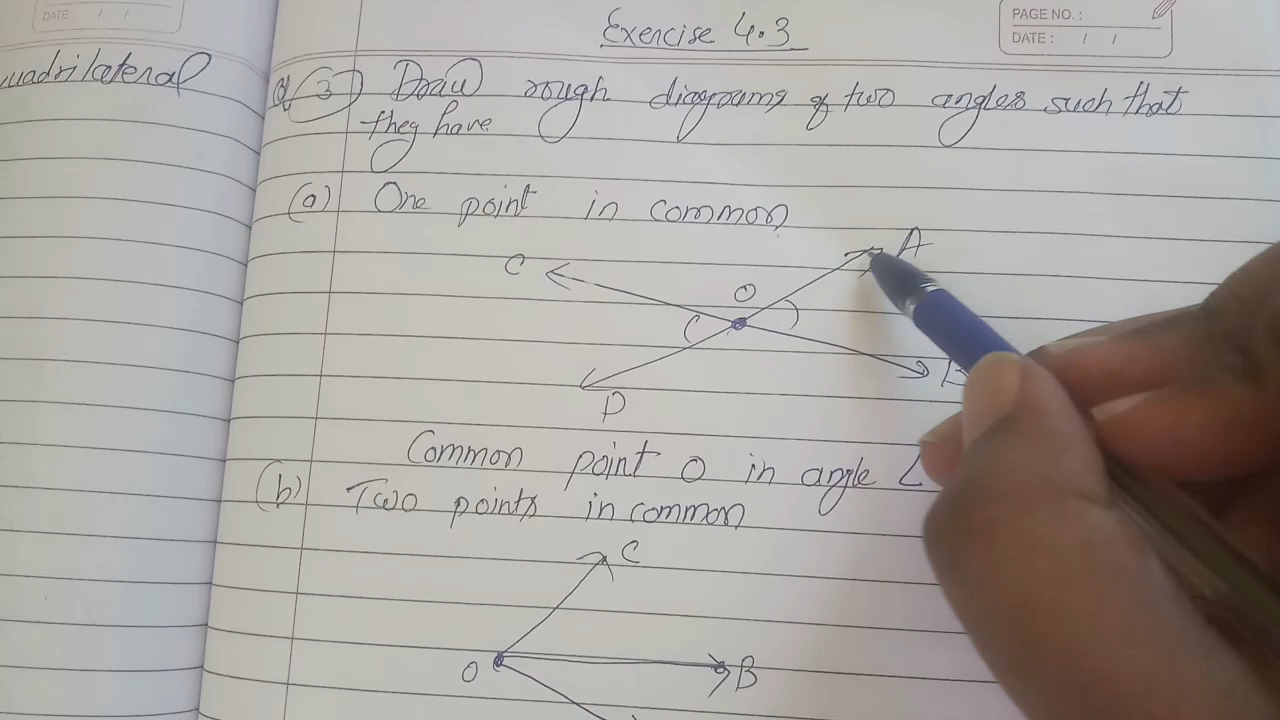 DATE / /
uadrilateral
Exercise 4.3
PAGE NO.:
DATE: / /
Q 3) Draw rough diagrams of two angles such that
they have
(a) One point in common
C
A
O
D
Common point O in angle ∠
(b) Two points in common
C
O
B